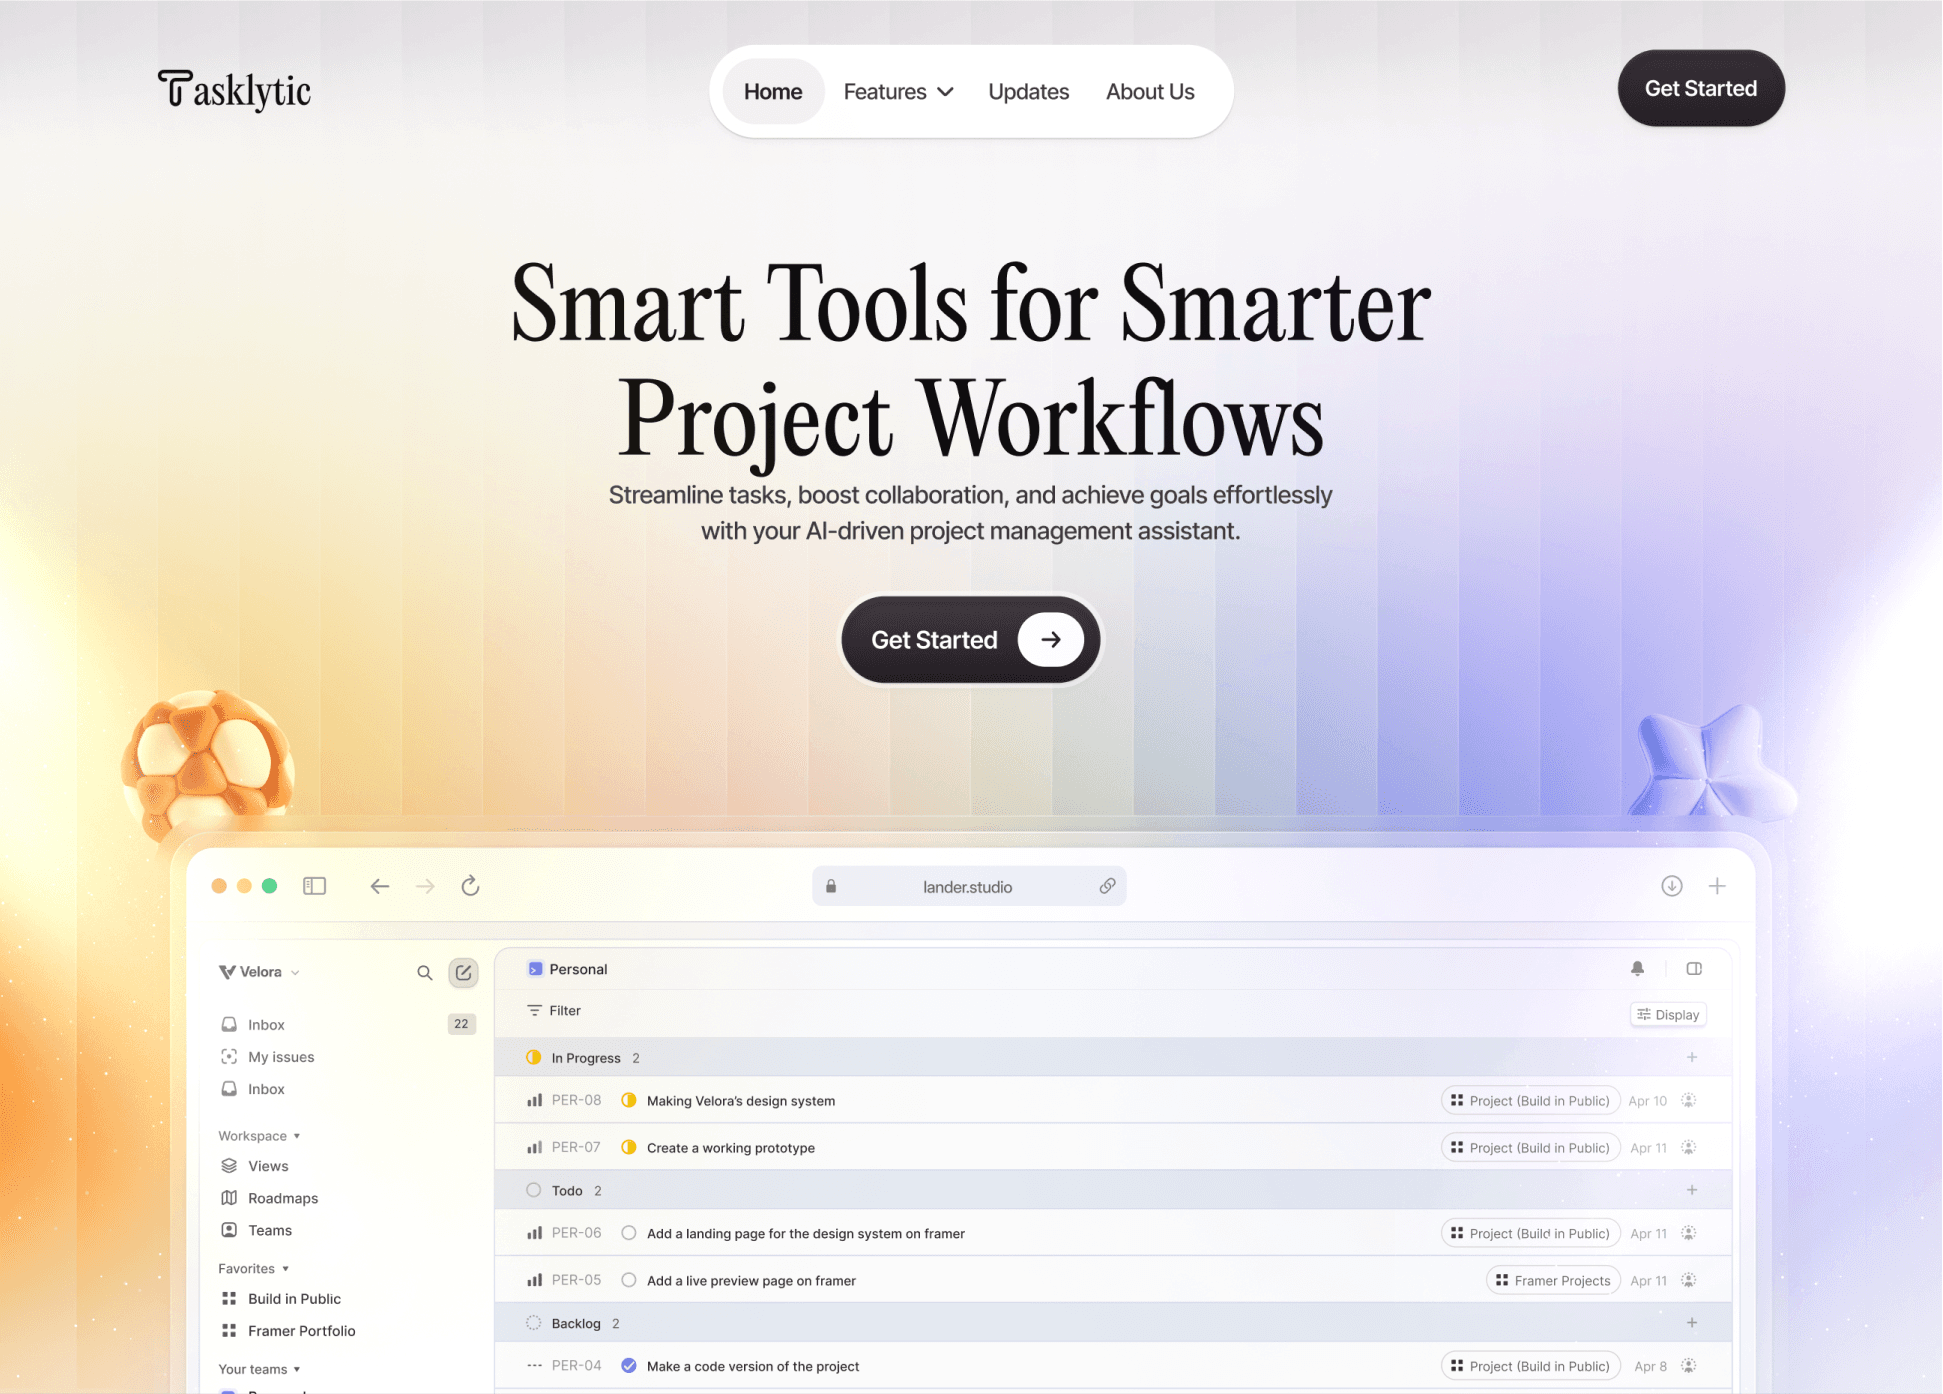 Tasklytic
Home
Features
Updates
About Us
Get Started
Smart Tools for Smarter
Project Workflows
Streamline tasks, boost collaboration, and achieve goals effortlessly
with your AI-driven project management assistant.
Get Started
lander.studio
Velora
Inbox 22
My issues
Inbox
Workspace
Views
Roadmaps
Teams
Favorites
Build in Public
Framer Portfolio
Your teams
Personal
Filter
Display
In Progress 2
PER-08 Making Velora's design system Project (Build in Public) Apr 10
PER-07 Create a working prototype Project (Build in Public) Apr 11
Todo 2
PER-06 Add a landing page for the design system on framer Project (Build in Public) Apr 11
PER-05 Add a live preview page on framer Framer Projects Apr 11
Backlog 2
PER-04 Make a code version of the project Project (Build in Public) Apr 8